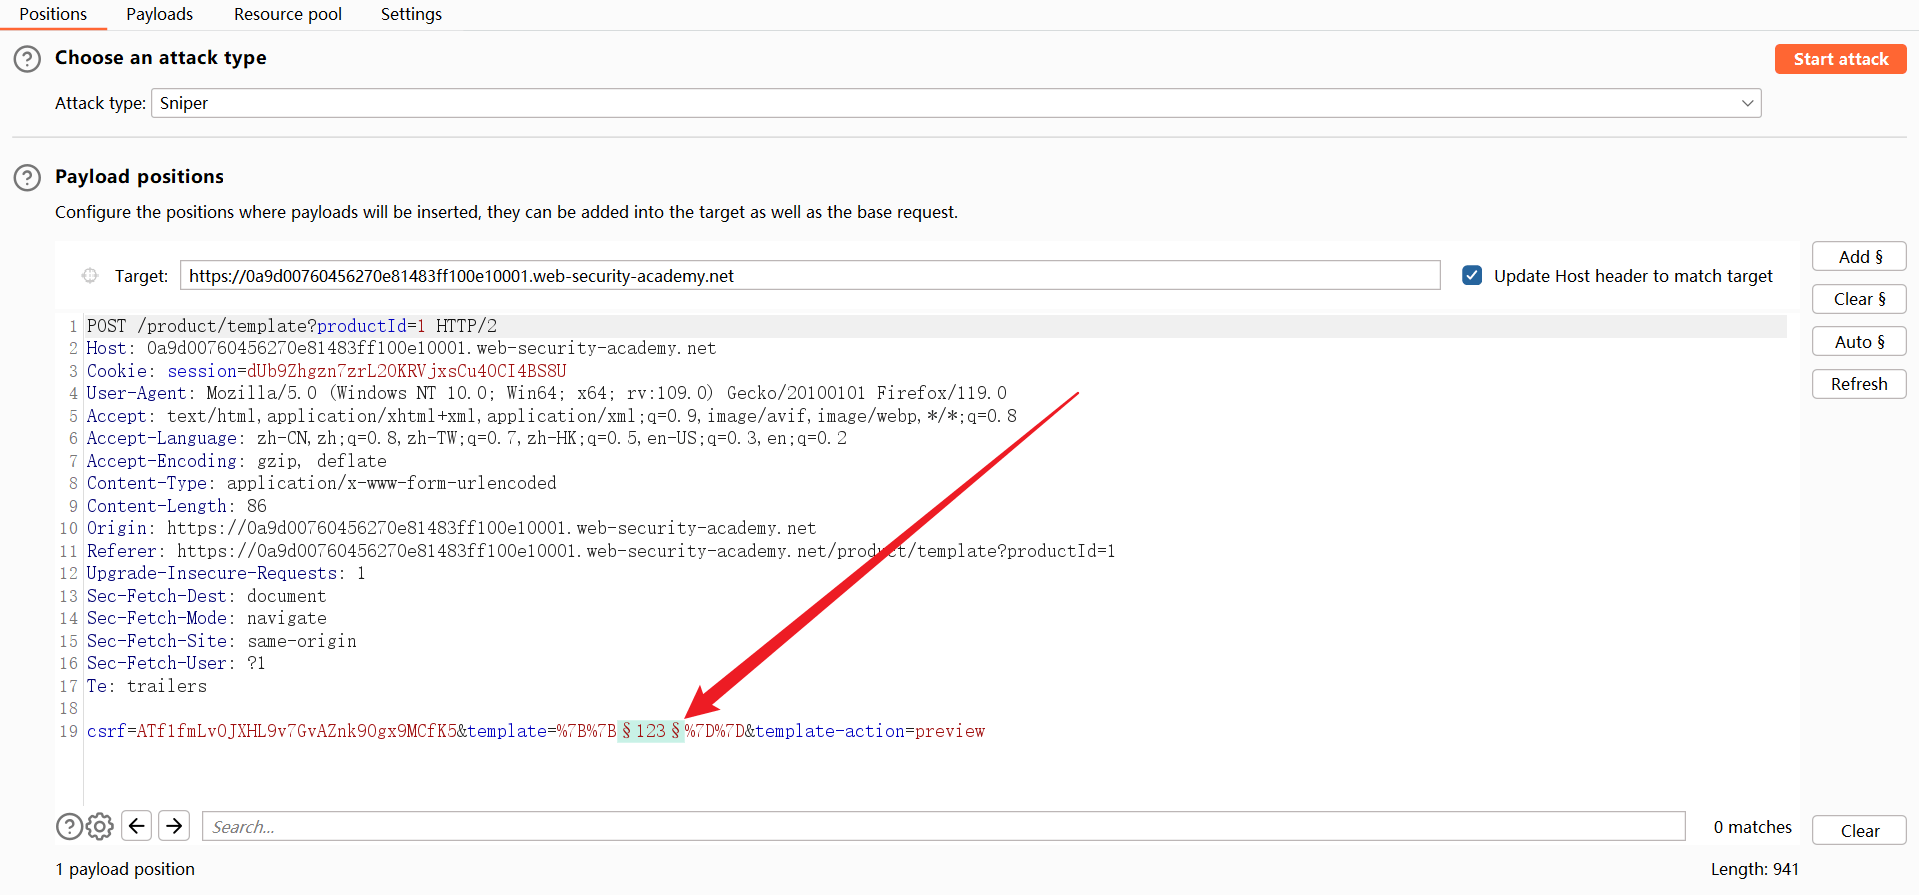 Positions Payloads Resource pool Settings
Choose an attack type
Start attack
Attack type: Sniper
Payload positions
Configure the positions where payloads will be inserted, they can be added into the target as well as the base request.
Target: https://0a9d00760456270e81483ff100e10001.web-security-academy.net
Update Host header to match target
Add §
Clear §
Auto §
Refresh
1 POST /product/template?productId=1 HTTP/2
2 Host: 0a9d00760456270e81483ff100e10001.web-security-academy.net
3 Cookie: session=dUb9Zhgzn7zrL2OKRVjxsCu40CI4BS8U
4 User-Agent: Mozilla/5.0 (Windows NT 10.0; Win64; x64; rv:109.0) Gecko/20100101 Firefox/119.0
5 Accept: text/html,application/xhtml+xml,application/xml;q=0.9,image/avif,image/webp,*/*;q=0.8
6 Accept-Language: zh-CN,zh;q=0.8,zh-TW;q=0.7,zh-HK;q=0.5,en-US;q=0.3,en;q=0.2
7 Accept-Encoding: gzip, deflate
8 Content-Type: application/x-www-form-urlencoded
9 Content-Length: 86
10 Origin: https://0a9d00760456270e81483ff100e10001.web-security-academy.net
11 Referer: https://0a9d00760456270e81483ff100e10001.web-security-academy.net/product/template?productId=1
12 Upgrade-Insecure-Requests: 1
13 Sec-Fetch-Dest: document
14 Sec-Fetch-Mode: navigate
15 Sec-Fetch-Site: same-origin
16 Sec-Fetch-User: ?1
17 Te: trailers
18
19 csrf=ATf1fmLv0JXHL9v7GvAZnk90gx9MCfK5&template=%7B%7B§123§%7D%7D&template-action=preview
Search...
0 matches
Clear
1 payload position
Length: 941